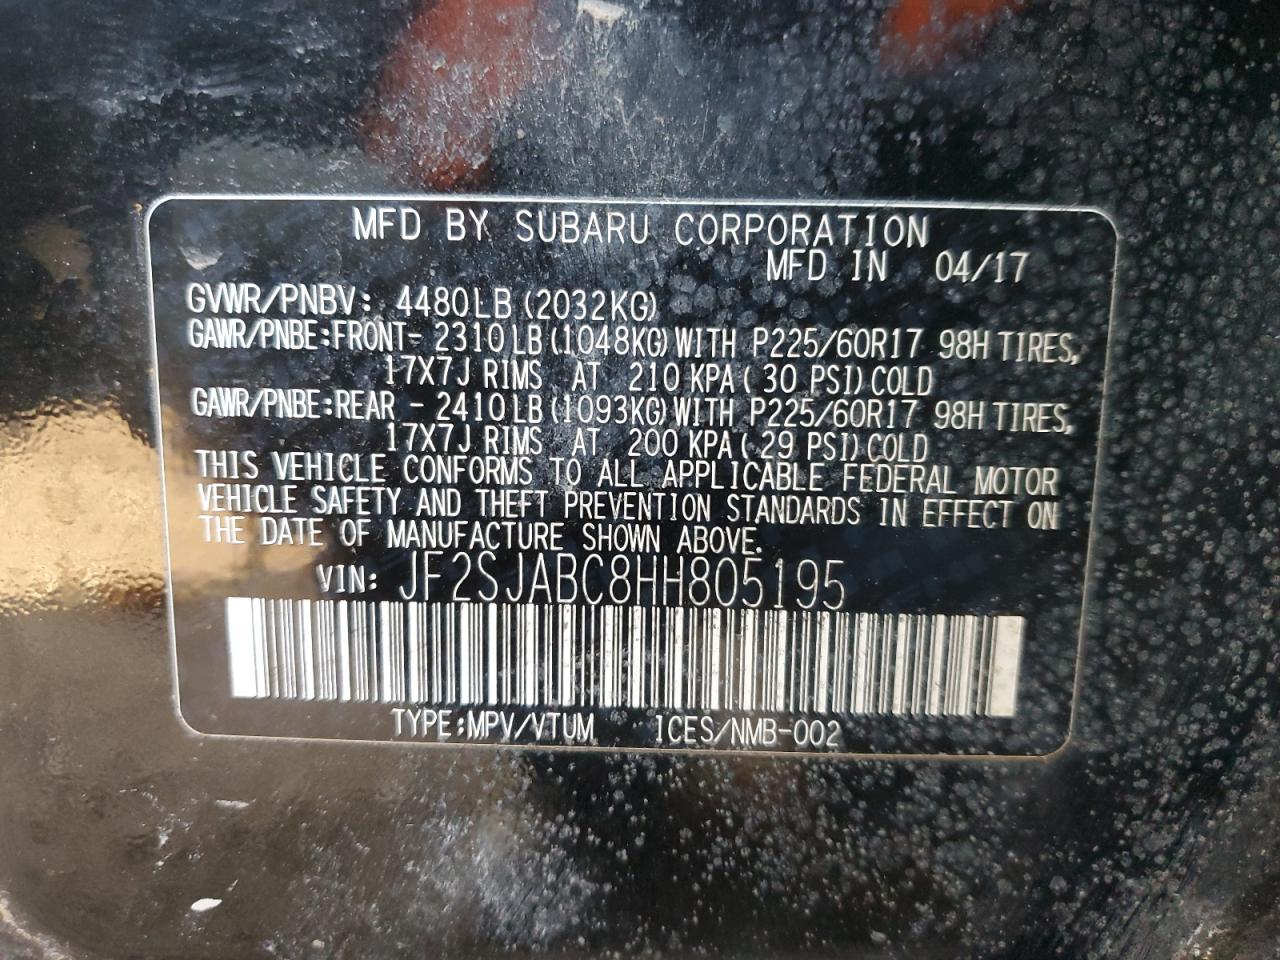 MFD BY SUBARU CORPORATION
MFD IN 04/17
GVWR/PNBV: 4480LB (2032KG)
GAWR/PNBE:FRONT- 2310LB (1048KG) WITH P225/60R17 98H TIRES,
17X7J RIMS AT 210 KPA ( 30 PSI) COLD
GAWR/PNBE:REAR - 2410LB (1093KG) WITH P225/60R17 98H TIRES,
17X7J RIMS AT 200 KPA ( 29 PSI) COLD
THIS VEHICLE CONFORMS TO ALL APPLICABLE FEDERAL MOTOR
VEHICLE SAFETY AND THEFT PREVENTION STANDARDS IN EFFECT ON
THE DATE OF MANUFACTURE SHOWN ABOVE.
VIN: JF2SJABC8HH805195
TYPE:MPV/VTUM ICES/NMB-002